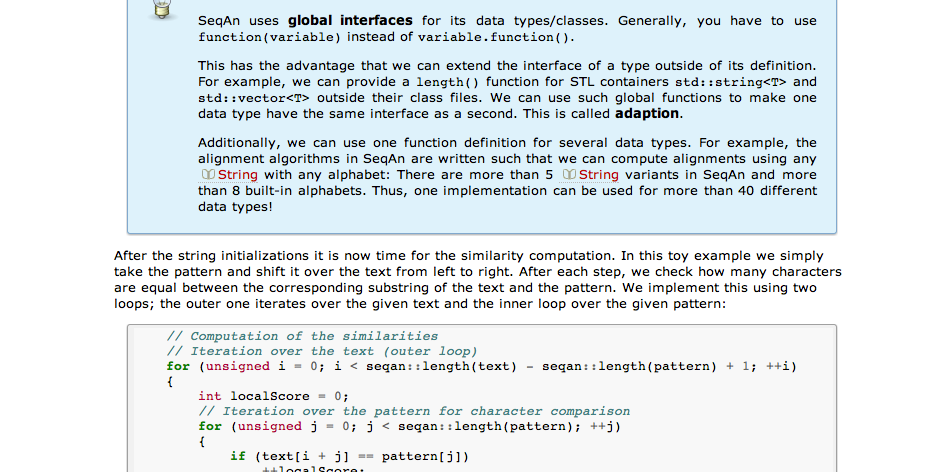 SeqAn uses global interfaces for its data types/classes. Generally, you have to use
function(variable) instead of variable.function().
This has the advantage that we can extend the interface of a type outside of its definition.
For example, we can provide a length() function for STL containers std::string<T> and
std::vector<T> outside their class files. We can use such global functions to make one
data type have the same interface as a second. This is called adaption.
Additionally, we can use one function definition for several data types. For example, the
alignment algorithms in SeqAn are written such that we can compute alignments using any
String with any alphabet: There are more than 5 String variants in SeqAn and more
than 8 built-in alphabets. Thus, one implementation can be used for more than 40 different
data types!
After the string initializations it is now time for the similarity computation. In this toy example we simply
take the pattern and shift it over the text from left to right. After each step, we check how many characters
are equal between the corresponding substring of the text and the pattern. We implement this using two
loops; the outer one iterates over the given text and the inner loop over the given pattern:
// Computation of the similarities
// Iteration over the text (outer loop)
for (unsigned i = 0; i < seqan::length(text) - seqan::length(pattern) + 1; ++i)
{
int localScore = 0;
// Iteration over the pattern for character comparison
for (unsigned j = 0; j < seqan::length(pattern); ++j)
{
if (text[i + j] == pattern[j])
++localScore;